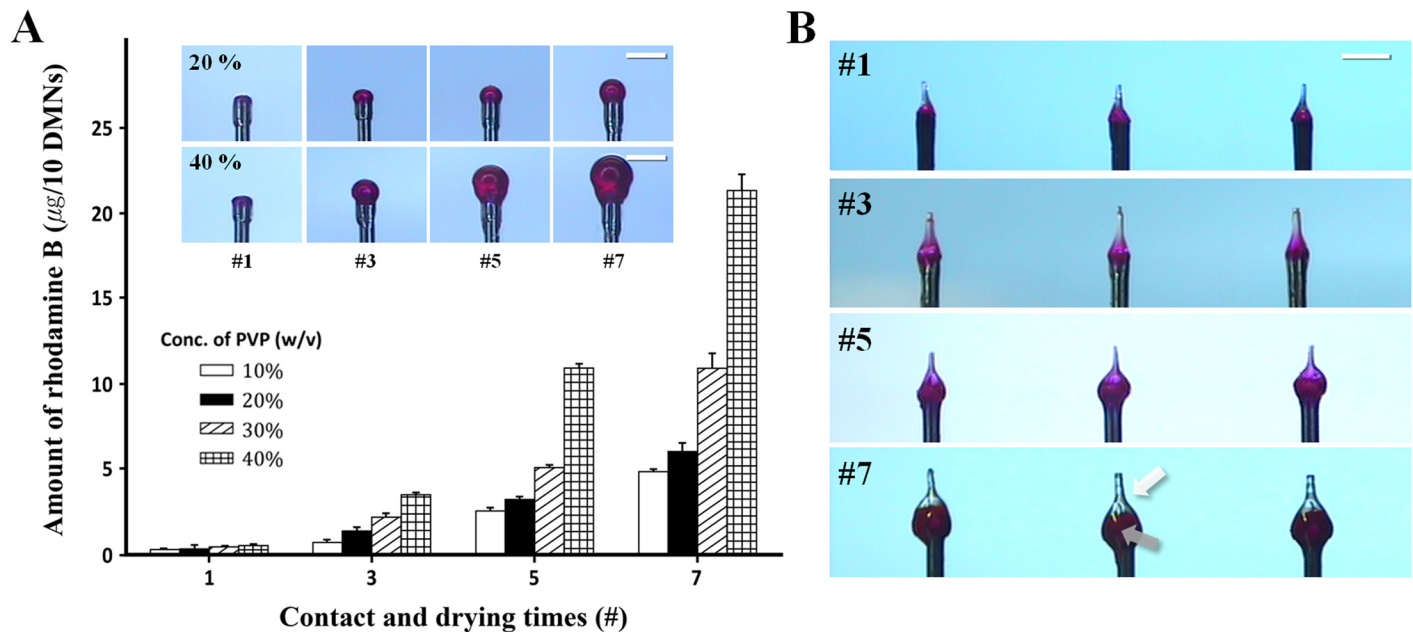 A
Amount of rhodamine B (µg/10 DMNs)
25
20
15
10
5
0
20 %
40 %
#1 #3 #5 #7
Conc. of PVP (w/v)
10%
20%
30%
40%
1 3 5 7
Contact and drying times (#)
B
#1
#3
#5
#7